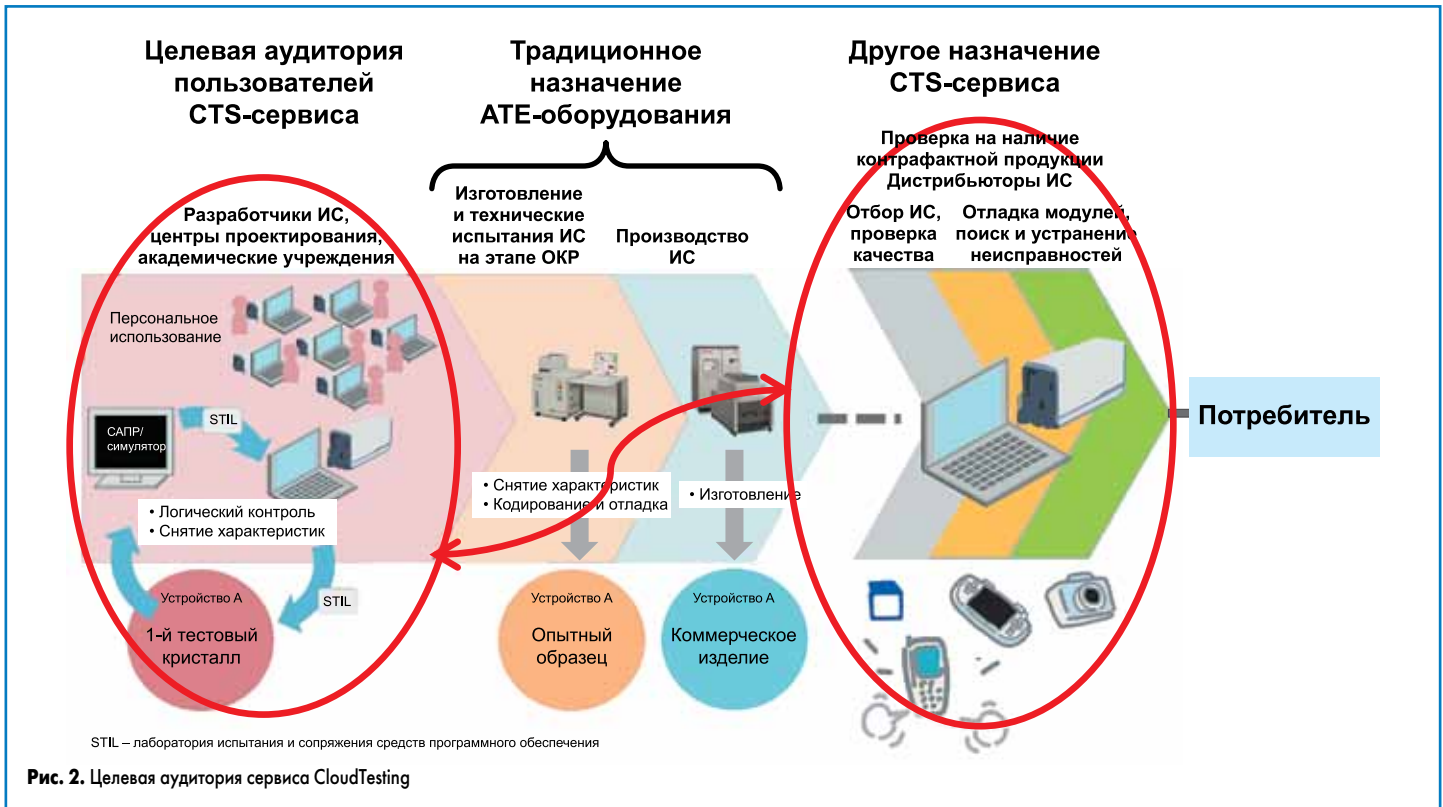 Целевая аудитория
пользователей
CTS-сервиса
Традиционное
назначение
АТЕ-оборудования
Другое назначение
CTS-сервиса
Разработчики ИС,
центры проектирования,
академические учреждения
Изготовление
и технические
испытания ИС
на этапе ОКР
Производство
ИС
Проверка на наличие
контрафактной продукции
Дистрибьюторы ИС
Отбор ИС,
проверка
качества
Отладка модулей,
поиск и устранение
неисправностей
Персональное
использование
САПР/
симулятор
STIL
• Логический контроль
• Снятие характеристик
STIL
• Снятие характеристик
• Кодирование и отладка
• Изготовление
Потребитель
Устройство А
1-й тестовый
кристалл
Устройство А
Опытный
образец
Устройство А
Коммерческое
изделие
STIL – лаборатория испытания и сопряжения средств программного обеспечения
Рис. 2. Целевая аудитория сервиса CloudTesting